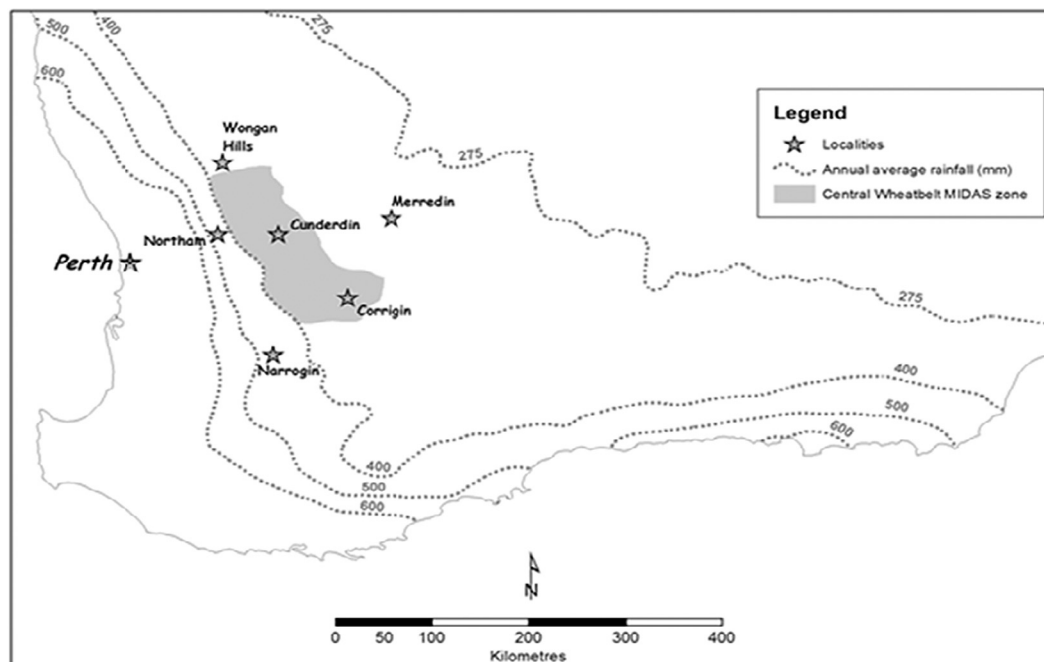 500
400
600
275
275
275
Wongan
Hills
Merredin
Northam
Cunderdin
Perth
Corrigin
Narrogin
400
500
600
400
500
600
Legend
Localities
Annual average rainfall (mm)
Central Wheatbelt MIDAS zone
N
0 50 100 200 300 400
Kilometres